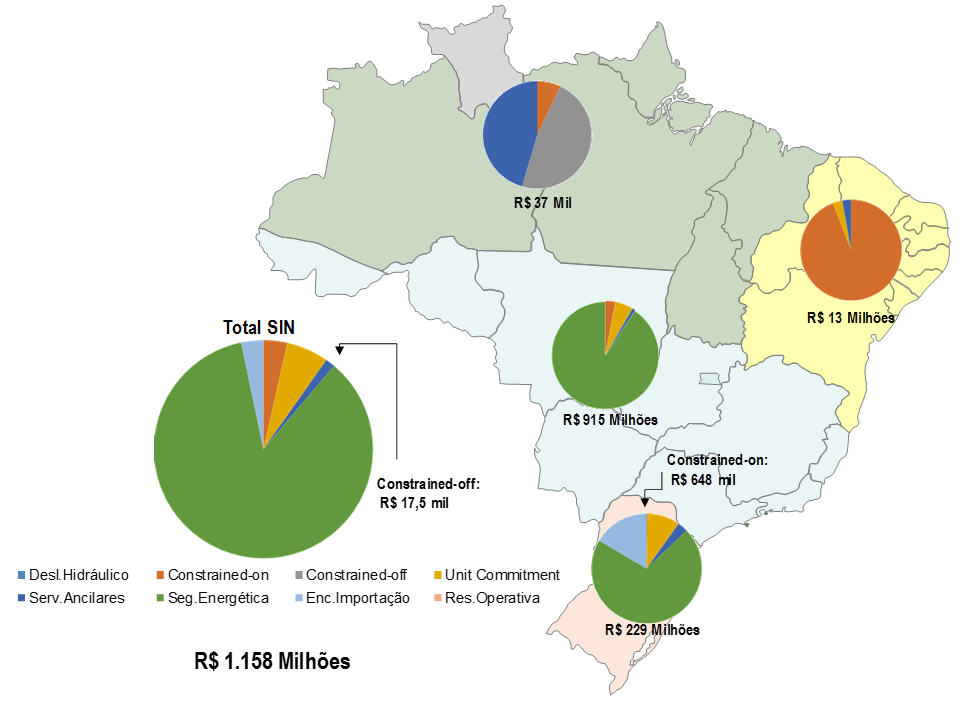 R$ 37 Mil
R$ 13 Milhões
Total SIN
R$ 915 Milhões
Constrained-on:
R$ 648 mil
Constrained-off:
R$ 17,5 mil
Desl.Hidráulico
Constrained-on
Constrained-off
Unit Commitment
Serv.Ancilares
Seg.Energética
Enc.Importação
Res.Operativa
R$ 229 Milhões
R$ 1.158 Milhões